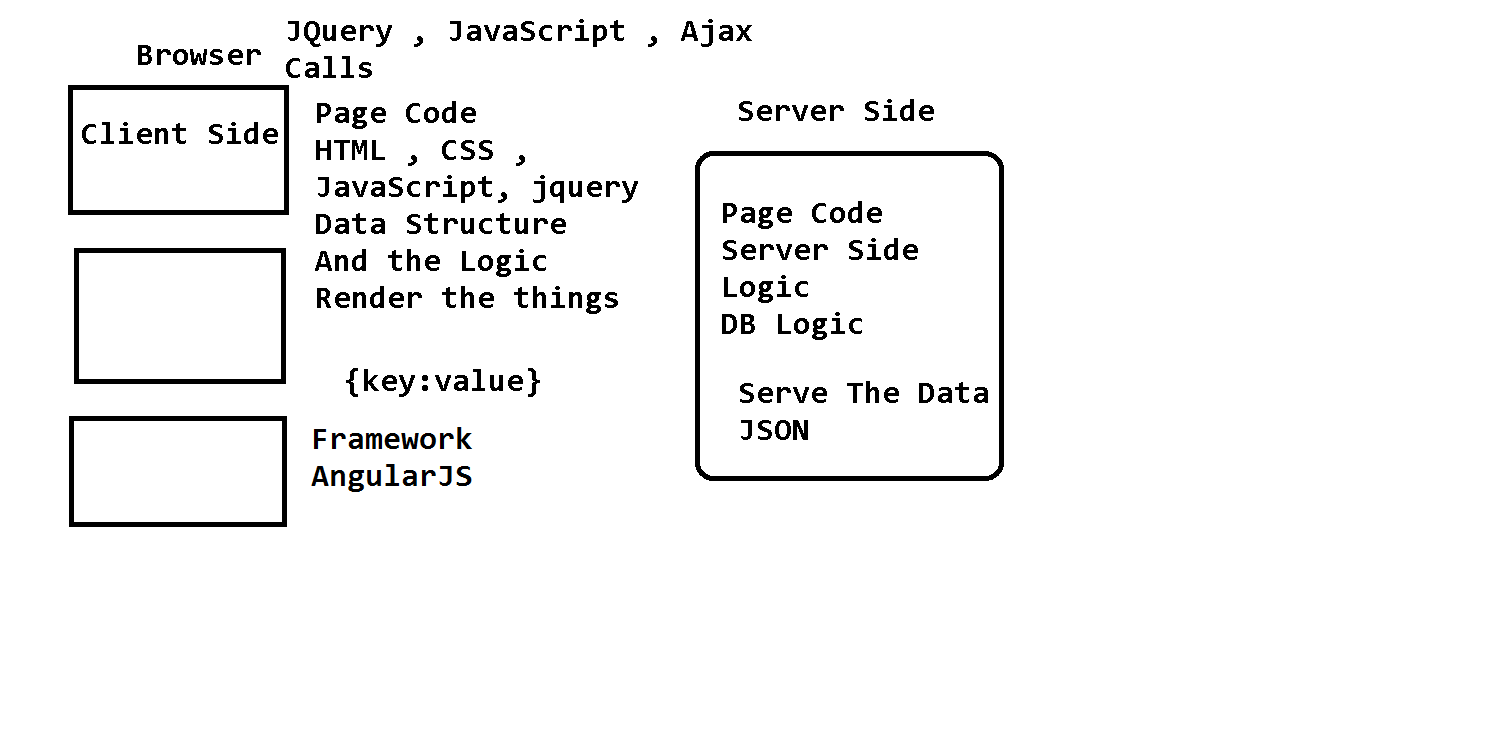 JQuery , JavaScript , Ajax
Calls
Browser
Client Side
Page Code
HTML , CSS ,
JavaScript, jquery
Data Structure
And the Logic
Render the things
{key:value}
Framework
AngularJS
Server Side
Page Code
Server Side
Logic
DB Logic
Serve The Data
JSON